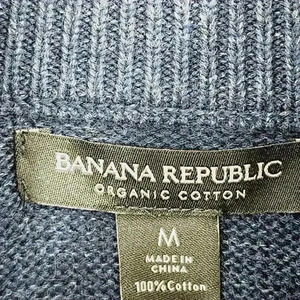 BANANA REPUBLIC
ORGANIC COTTON
M
MADE IN
CHINA
100% Cotton